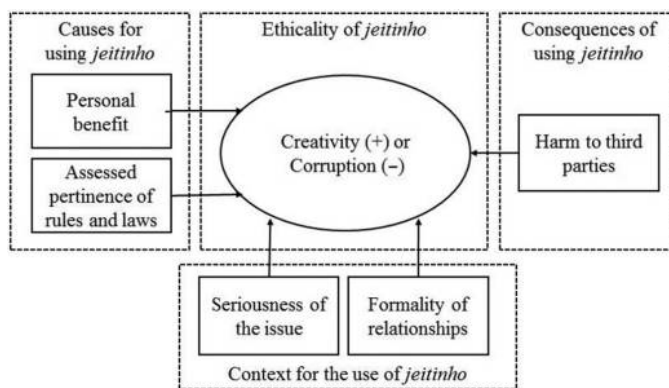 Causes for
using jeitinho
Personal
benefit
Assessed pertinence of
rules and laws
Ethicality of jeitinho
Creativity (+) or
Corruption (−)
Consequences of
using jeitinho
Harm to third
parties
Seriousness of
the issue
Formality of
relationships
Context for the use of jeitinho